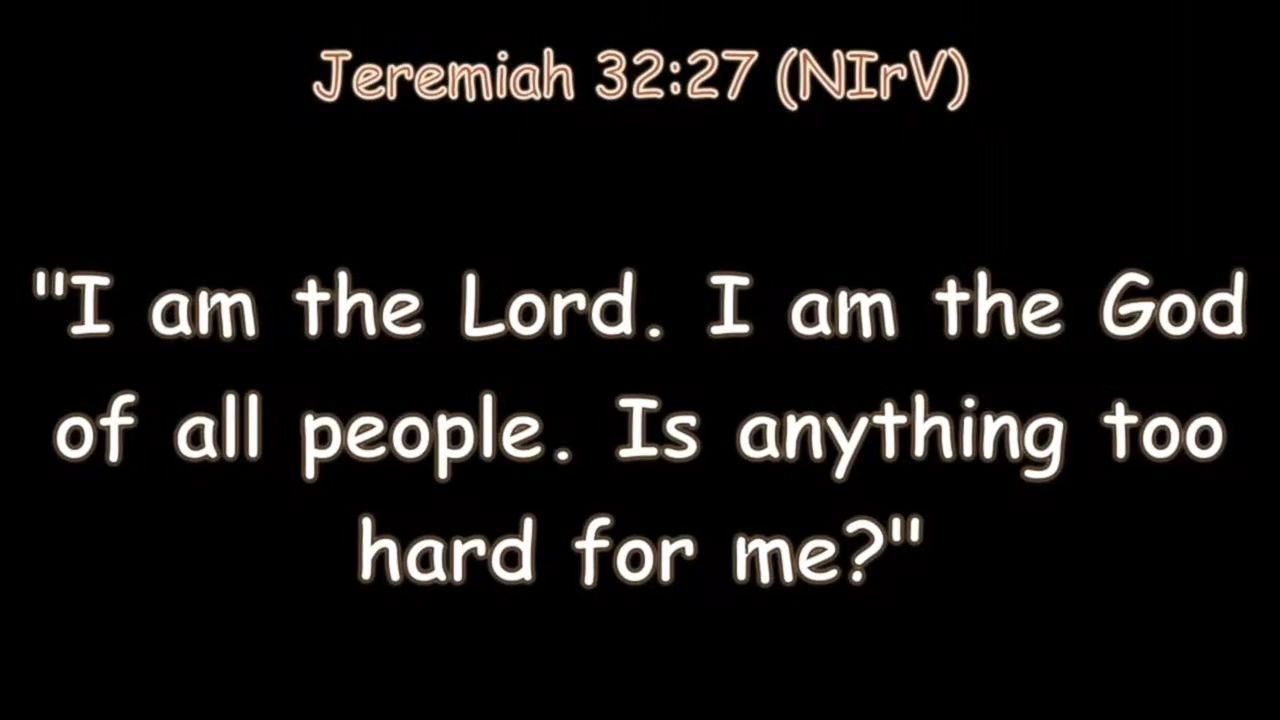 Jeremiah 32:27 (NIrV)
"I am the Lord. I am the God
of all people. Is anything too
hard for me?"